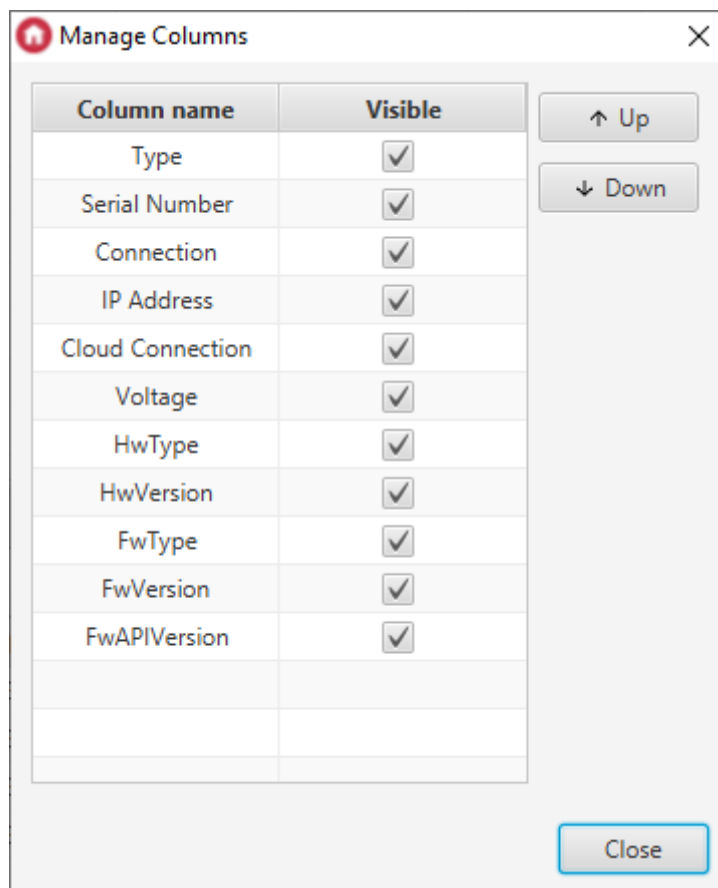 Manage Columns
Column name Visible
Type
Serial Number
Connection
IP Address
Cloud Connection
Voltage
HwType
HwVersion
FwType
FwVersion
FwAPIVersion
Up
Down
Close